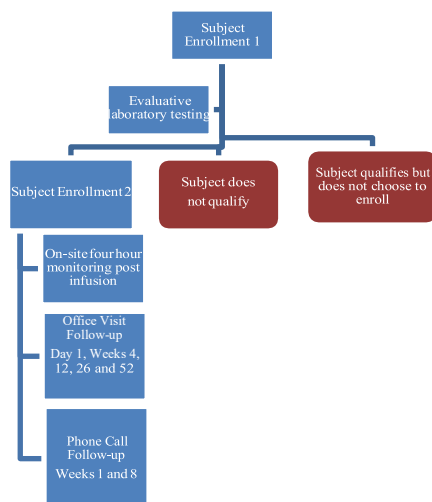 Subject
Enrollment 1
Evaluative
laboratory testing
Subject Enrollment 2
Subject does
not qualify
Subject qualifies but
does not choose to
enroll
On-site four hour
monitoring post
infusion
Office Visit
Follow-up
Day 1, Weeks 4,
12, 26 and 52
Phone Call
Follow-up
Weeks 1 and 8